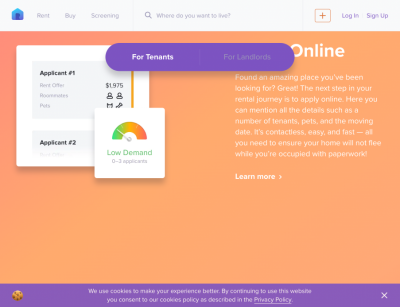 Rent Buy Screening Where do you want to live? + Log In Sign Up
For Tenants For Landlords
Online
Applicant #1
Rent Offer $1,975
Roommates
Pets
Applicant #2
Low Demand
0–3 applicants
Found an amazing place you've been
looking for? Great! The next step in your
rental journey is to apply online. Here you
can mention all the details such as a
number of tenants, pets, and the moving
date. It's contactless, easy, and fast — all
you need to ensure your home will not flee
while you're occupied with paperwork!
Learn more >
We use cookies to make your experience better. By continuing to use this website
you consent to our cookies policy as described in the Privacy Policy.